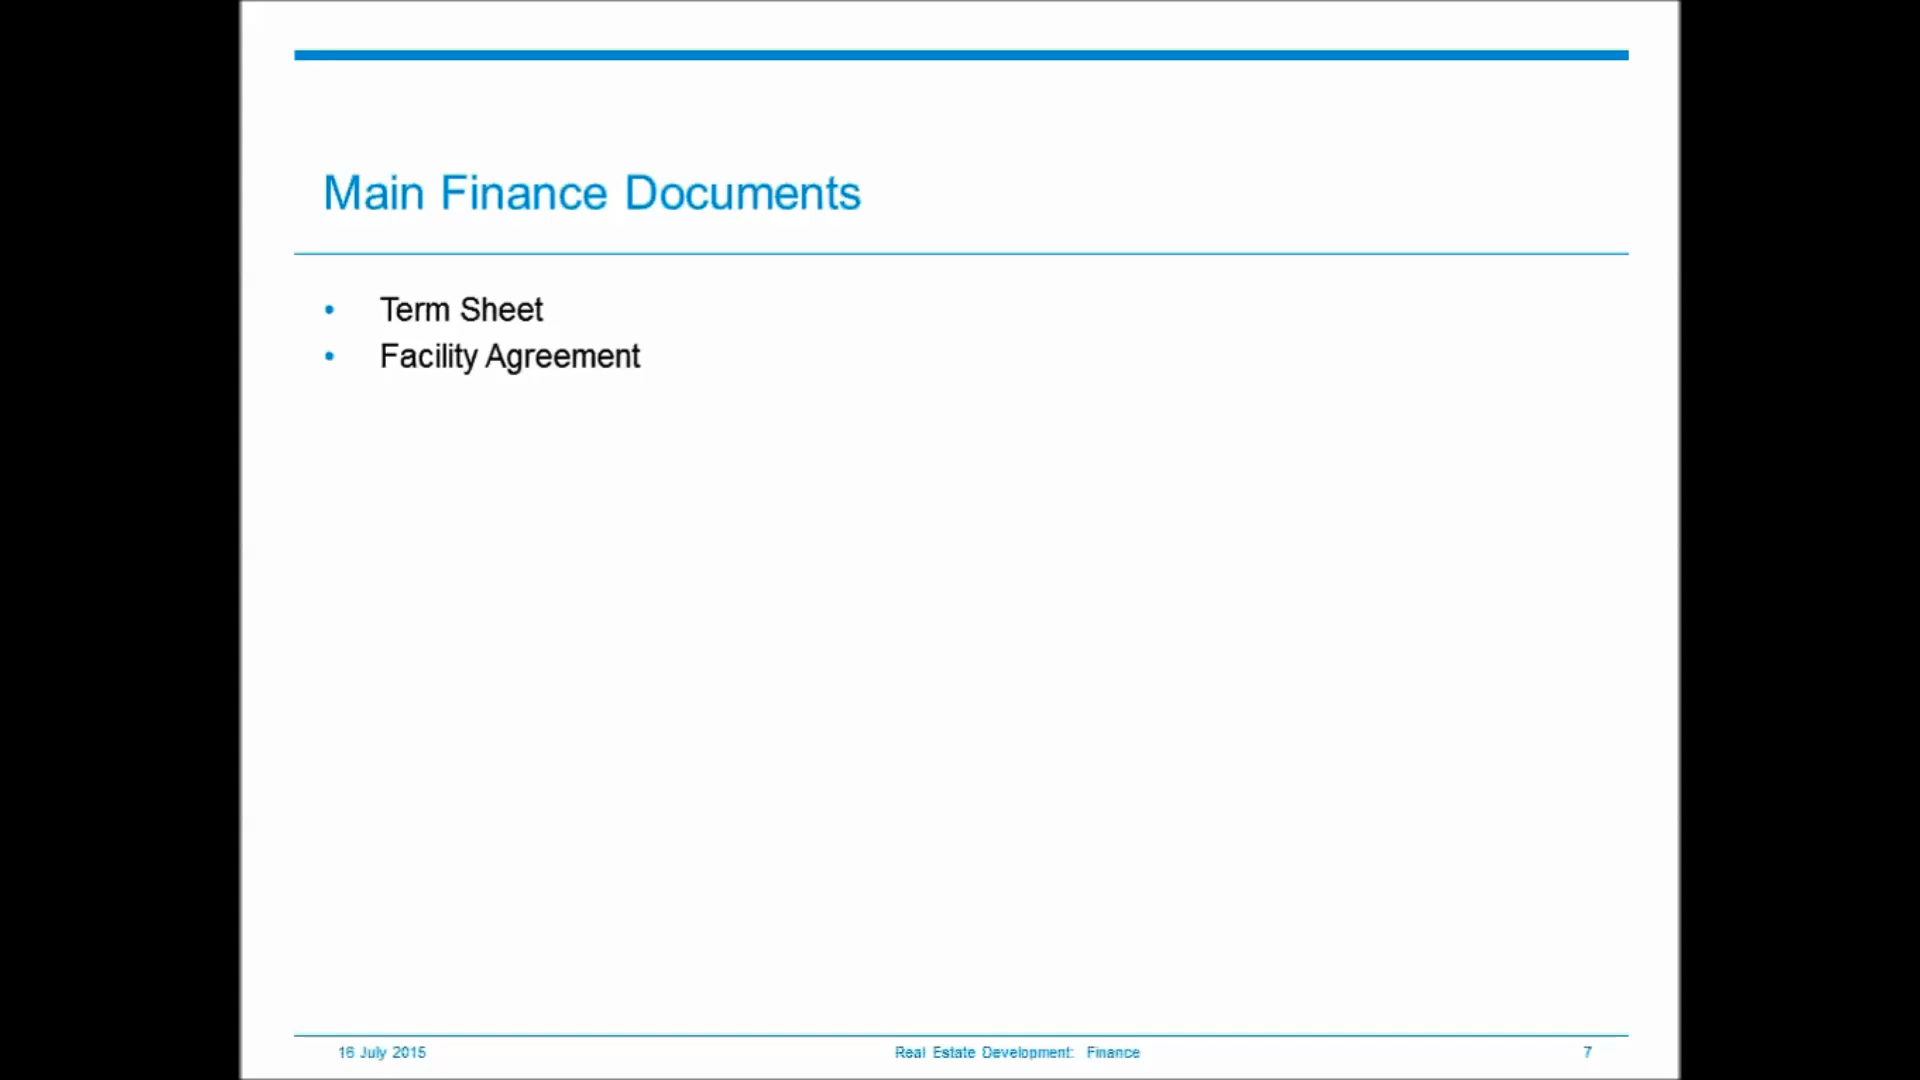 Main Finance Documents
• Term Sheet
• Facility Agreement
16 July 2015 Real Estate Development: Finance 7